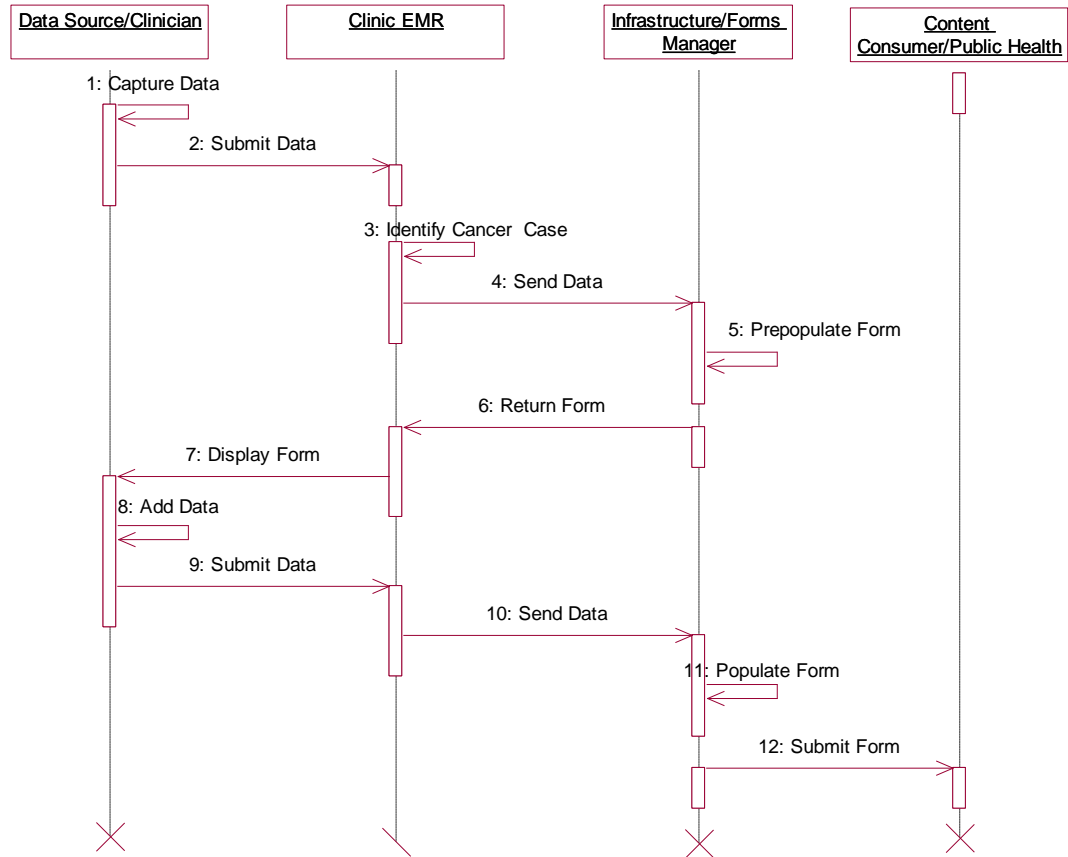 Data Source/Clinician
Clinic EMR
Infrastructure/Forms
Manager
Content
Consumer/Public Health
1: Capture Data
2: Submit Data
3: Identify Cancer Case
4: Send Data
5: Prepopulate Form
6: Return Form
7: Display Form
8: Add Data
9: Submit Data
10: Send Data
11: Populate Form
12: Submit Form